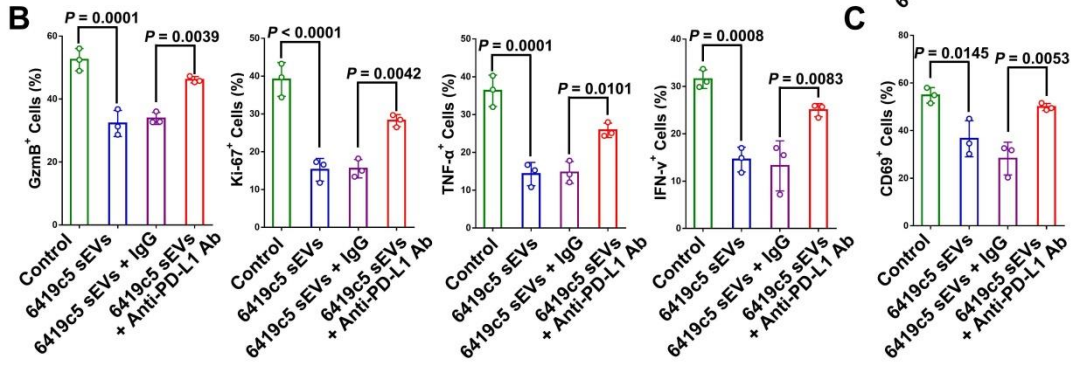 B
GzmB⁺ Cells (%)
60
40
20
0
P = 0.0001
P = 0.0039
Control
6419c5 sEVs
6419c5 sEVs + IgG
6419c5 sEVs
+ Anti-PD-L1 Ab
Ki-67⁺ Cells (%)
50
40
30
20
10
0
P < 0.0001
P = 0.0042
Control
6419c5 sEVs
6419c5 sEVs + IgG
6419c5 sEVs
+ Anti-PD-L1 Ab
TNF-α⁺ Cells (%)
50
40
30
20
10
0
P = 0.0001
P = 0.0101
Control
6419c5 sEVs
6419c5 sEVs + IgG
6419c5 sEVs
+ Anti-PD-L1 Ab
IFN-γ⁺ Cells (%)
40
30
20
10
0
P = 0.0008
P = 0.0083
Control
6419c5 sEVs
6419c5 sEVs + IgG
6419c5 sEVs
+ Anti-PD-L1 Ab
C
CD69⁺ Cells (%)
80
60
40
20
0
P = 0.0145
P = 0.0053
Control
6419c5 sEVs
6419c5 sEVs + IgG
6419c5 sEVs
+ Anti-PD-L1 Ab